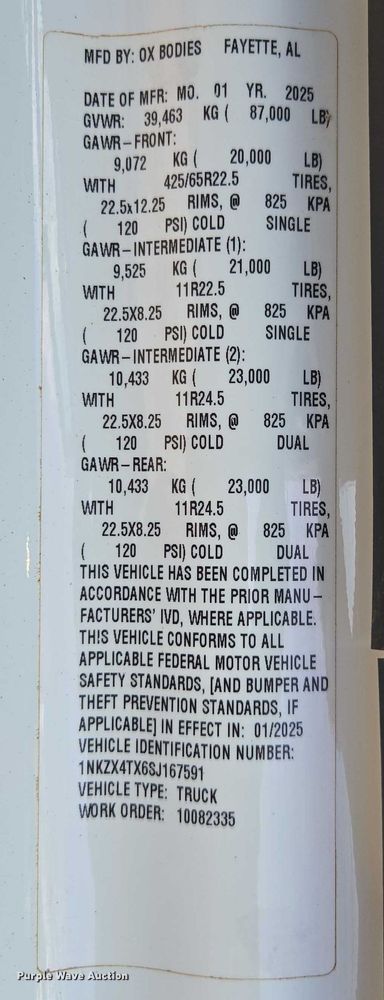 MFD BY: OX BODIES FAYETTE, AL
DATE OF MFR: MO. 01 YR. 2025
GVWR: 39,463 KG ( 87,000 LB)
GAWR-FRONT:
9,072 KG ( 20,000 LB)
WITH 425/65R22.5 TIRES,
22.5x12.25 RIMS, @ 825 KPA
( 120 PSI) COLD SINGLE
GAWR-INTERMEDIATE (1):
9,525 KG ( 21,000 LB)
WITH 11R22.5 TIRES,
22.5X8.25 RIMS, @ 825 KPA
( 120 PSI) COLD SINGLE
GAWR-INTERMEDIATE (2):
10,433 KG ( 23,000 LB)
WITH 11R24.5 TIRES,
22.5X8.25 RIMS, @ 825 KPA
( 120 PSI) COLD DUAL
GAWR-REAR:
10,433 KG ( 23,000 LB)
WITH 11R24.5 TIRES,
22.5X8.25 RIMS, @ 825 KPA
( 120 PSI) COLD DUAL
THIS VEHICLE HAS BEEN COMPLETED IN
ACCORDANCE WITH THE PRIOR MANU-
FACTURERS' IVD, WHERE APPLICABLE.
THIS VEHICLE CONFORMS TO ALL
APPLICABLE FEDERAL MOTOR VEHICLE
SAFETY STANDARDS, [AND BUMPER AND
THEFT PREVENTION STANDARDS, IF
APPLICABLE] IN EFFECT IN: 01/2025
VEHICLE IDENTIFICATION NUMBER:
1NKZX4TX6SJ167591
VEHICLE TYPE: TRUCK
WORK ORDER: 10082335
Purple Wave Auction